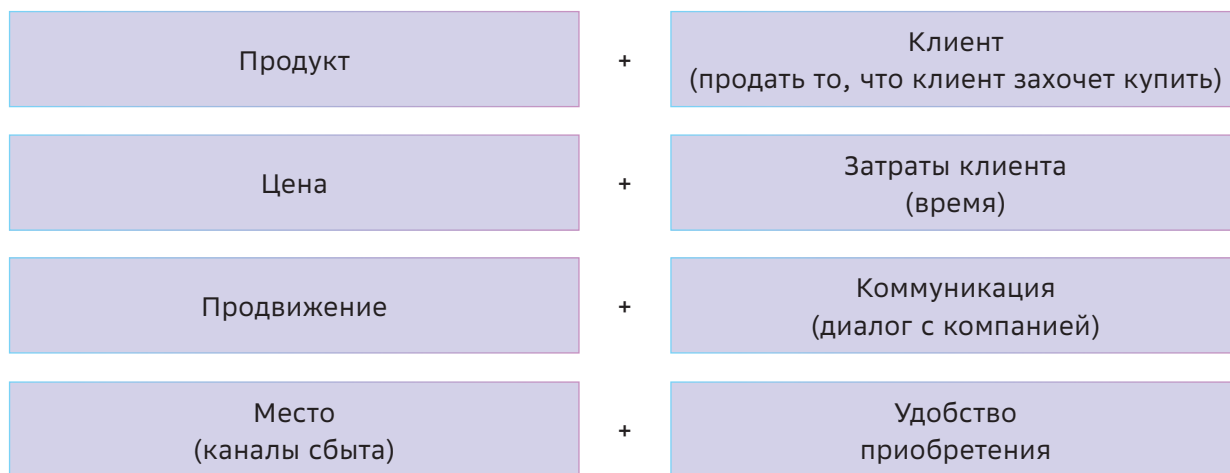 Продукт
+
Клиент
(продать то, что клиент захочет купить)
Цена
+
Затраты клиента
(время)
Продвижение
+
Коммуникация
(диалог с компанией)
Место
(каналы сбыта)
+
Удобство
приобретения